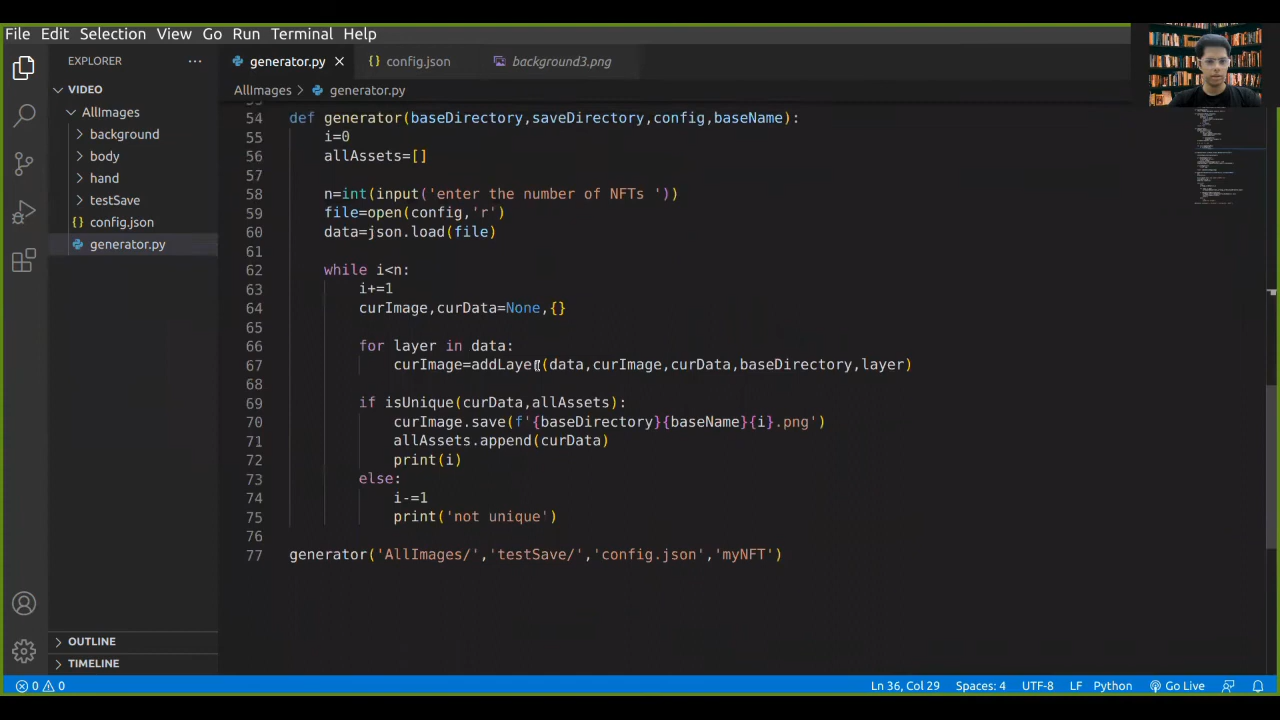 File Edit Selection View Go Run Terminal Help
EXPLORER ...
generator.py
{} config.json
background3.png
VIDEO
AllImages > generator.py
AllImages
background
body
hand
testSave
{} config.json
generator.py
54 def generator(baseDirectory,saveDirectory,config,baseName):
55 i=0
56 allAssets=[]
57
58 n=int(input('enter the number of NFTs '))
59 file=open(config,'r')
60 data=json.load(file)
61
62 while i<n:
63 i+=1
64 curImage,curData=None,{}
65
66 for layer in data:
67 curImage=addLayer(data,curImage,curData,baseDirectory,layer)
68
69 if isUnique(curData,allAssets):
70 curImage.save(f'{baseDirectory}{baseName}{i}.png')
71 allAssets.append(curData)
72 print(i)
73 else:
74 i-=1
75 print('not unique')
76
77 generator('AllImages/','testSave/','config.json','myNFT')
OUTLINE
TIMELINE
0 0
Ln 36, Col 29 Spaces: 4 UTF-8 LF Python Go Live